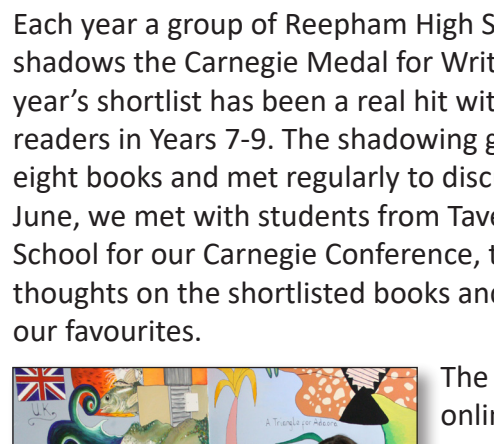 Each year a group of Reepham High S
shadows the Carnegie Medal for Writ
year’s shortlist has been a real hit wit
readers in Years 7-9. The shadowing g
eight books and met regularly to disc
June, we met with students from Tave
School for our Carnegie Conference, t
thoughts on the shortlisted books and
our favourites.
The
onlin
U.K.
A Triangle for Adaora